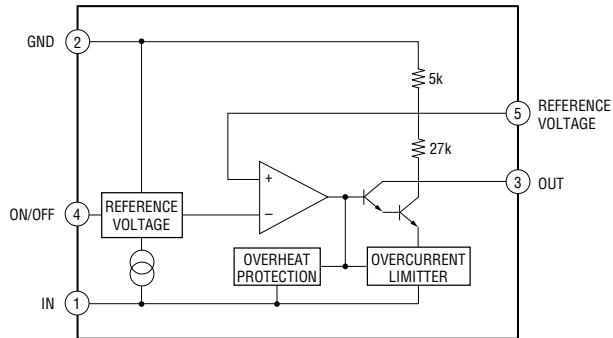 GND 2
5k
5 REFERENCE
VOLTAGE
27k
3 OUT
+
−
ON/OFF 4
REFERENCE
VOLTAGE
OVERHEAT
PROTECTION
OVERCURRENT
LIMITTER
IN 1